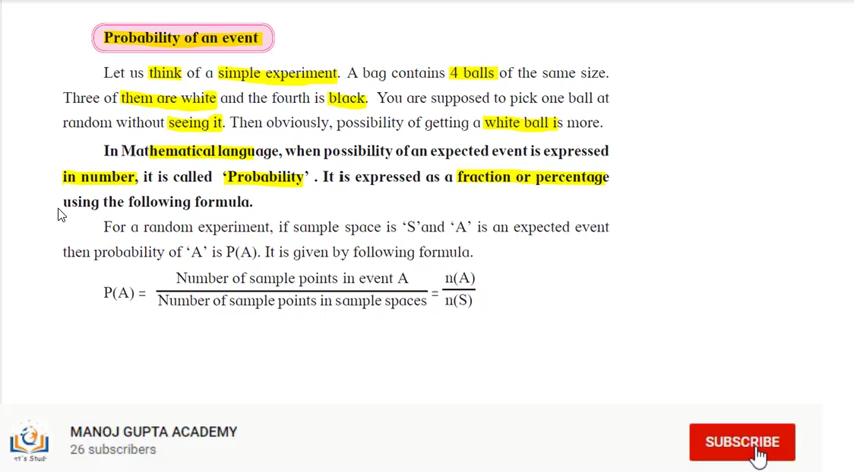 Probability of an event
Let us think of a simple experiment. A bag contains 4 balls of the same size.
Three of them are white and the fourth is black. You are supposed to pick one ball at
random without seeing it. Then obviously, possibility of getting a white ball is more.
In Mathematical language, when possibility of an expected event is expressed
in number, it is called ‘Probability’ . It is expressed as a fraction or percentage
using the following formula.
For a random experiment, if sample space is ‘S’and ‘A’ is an expected event
then probability of ‘A’ is P(A). It is given by following formula.
P(A) = Number of sample points in event A / Number of sample points in sample spaces = n(A) / n(S)
MANOJ GUPTA ACADEMY
26 subscribers
SUBSCRIBE